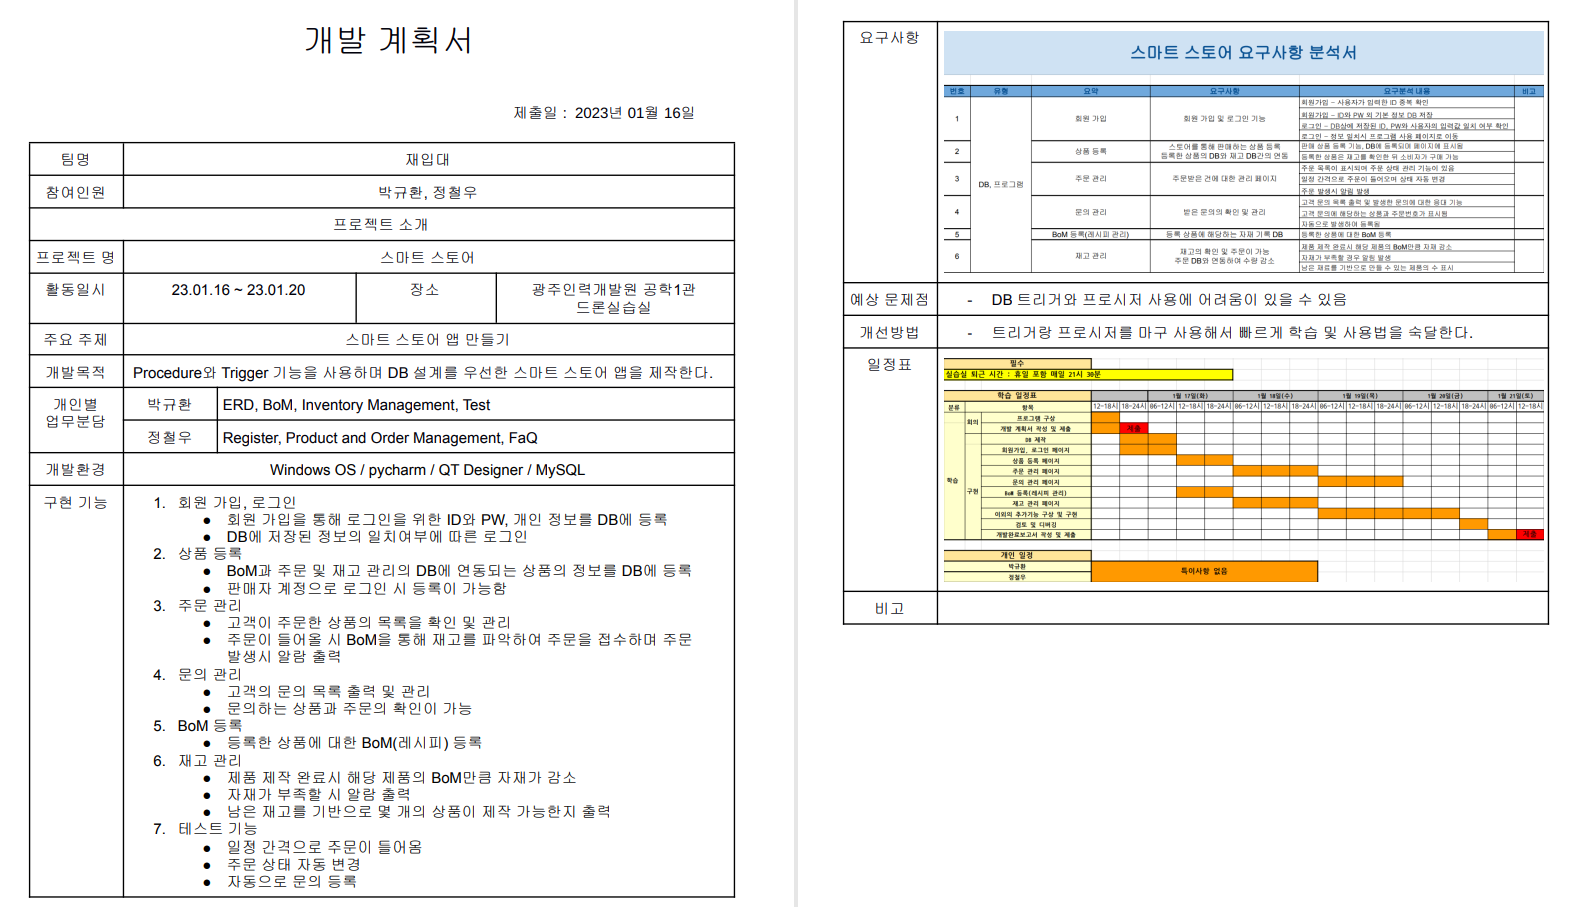 개발 계획서
제출일 : 2023년 01월 16일
팀명 재입대
참여인원 박규환, 정철우
프로젝트 소개
프로젝트 명 스마트 스토어
활동일시 23.01.16 ~ 23.01.20 장소 광주인력개발원 공학1관
드론실습실
주요 주제 스마트 스토어 앱 만들기
개발목적 Procedure와 Trigger 기능을 사용하며 DB 설계를 우선한 스마트 스토어 앱을 제작한다.
개인별
업무분담
박규환 ERD, BoM, Inventory Management, Test
정철우 Register, Product and Order Management, FaQ
개발환경 Windows OS / pycharm / QT Designer / MySQL
구현 기능
1. 회원 가입, 로그인
● 회원 가입을 통해 로그인을 위한 ID와 PW, 개인 정보를 DB에 등록
● DB에 저장된 정보의 일치여부에 따른 로그인
2. 상품 등록
● BoM과 주문 및 재고 관리의 DB에 연동되는 상품의 정보를 DB에 등록
● 판매자 계정으로 로그인 시 등록이 가능함
3. 주문 관리
● 고객이 주문한 상품의 목록을 확인 및 관리
● 주문이 들어올 시 BoM을 통해 재고를 파악하여 주문을 접수하며 주문
발생시 알람 출력
4. 문의 관리
● 고객의 문의 목록 출력 및 관리
● 문의하는 상품과 주문의 확인이 가능
5. BoM 등록
● 등록한 상품에 대한 BoM(레시피) 등록
6. 재고 관리
● 제품 제작 완료시 해당 제품의 BoM만큼 자재가 감소
● 자재가 부족할 시 알람 출력
● 남은 재고를 기반으로 몇 개의 상품이 제작 가능한지 출력
7. 테스트 기능
● 일정 간격으로 주문이 들어옴
● 주문 상태 자동 변경
● 자동으로 문의 등록
요구사항
스마트 스토어 요구사항 분석서
번호 유형 요약 요구사항 요구분석 내용 비고
DB, 프로그램
1 회원 가입 회원 가입 및 로그인 기능
회원가입 - 사용자가 입력한 ID 중복 확인
회원가입 - ID와 PW 외 기본 정보 DB 저장
로그인 - DB상에 저장된 ID, PW와 사용자의 입력값 일치 여부 확인
로그인 - 정보 일치시 프로그램 사용 페이지로 이동
2 상품 등록 스토어를 통해 판매하는 상품 등록
등록한 상품의 DB와 재고 DB간의 연동
판매 상품 등록 기능, DB에 등록되며 페이지에 표시됨
등록한 상품은 재고를 확인한 뒤 소비자가 구매 가능
3 주문 관리 주문받은 건에 대한 관리 페이지
주문 목록이 표시되며 주문 상태 관리 기능이 있음
일정 간격으로 주문이 들어오며 상태 자동 변경
주문 발생시 알림 발생
4 문의 관리 받은 문의의 확인 및 관리
고객 문의 목록 출력 및 발생한 문의에 대한 응대 기능
고객 문의에 해당하는 상품과 주문번호가 표시됨
자동으로 발생하여 등록됨
5 BoM 등록(레시피 관리) 등록 상품에 해당하는 자재 기록 DB 등록한 상품에 대한 BoM 등록
6 재고 관리 재고의 확인 및 주문이 가능
주문 DB와 연동하여 수량 감소
제품 제작 완료시 해당 제품의 BoM만큼 자재 감소
자재가 부족할 경우 알림 발생
남은 재료를 기반으로 만들 수 있는 제품의 수 표시
예상 문제점 - DB 트리거와 프로시저 사용에 어려움이 있을 수 있음
개선방법 - 트리거랑 프로시저를 마구 사용해서 빠르게 학습 및 사용법을 숙달한다.
일정표
필수
실습실 퇴근 시간 : 휴일 포함 매일 21시 30분
학습 일정표 1월 17일(화) 1월 18일(수) 1월 19일(목) 1월 20일(금) 1월 21일(토)
분류 항목 12-18시 18-24시 06-12시 12-18시 18-24시 06-12시 12-18시 18-24시 06-12시 12-18시 18-24시 06-12시 12-18시 18-24시 06-12시 12-18시
학습
회의
프로그램 구상
개발 계획서 작성 및 제출 제출
구현
DB 제작
회원가입, 로그인 페이지
상품 등록 페이지
주문 관리 페이지
문의 관리 페이지
BoM 등록(레시피 관리)
재고 관리 페이지
이외의 추가기능 구상 및 구현
검토 및 디버깅
개발완료보고서 작성 및 제출 제출
개인 일정
박규환
정철우
특이사항 없음
비고